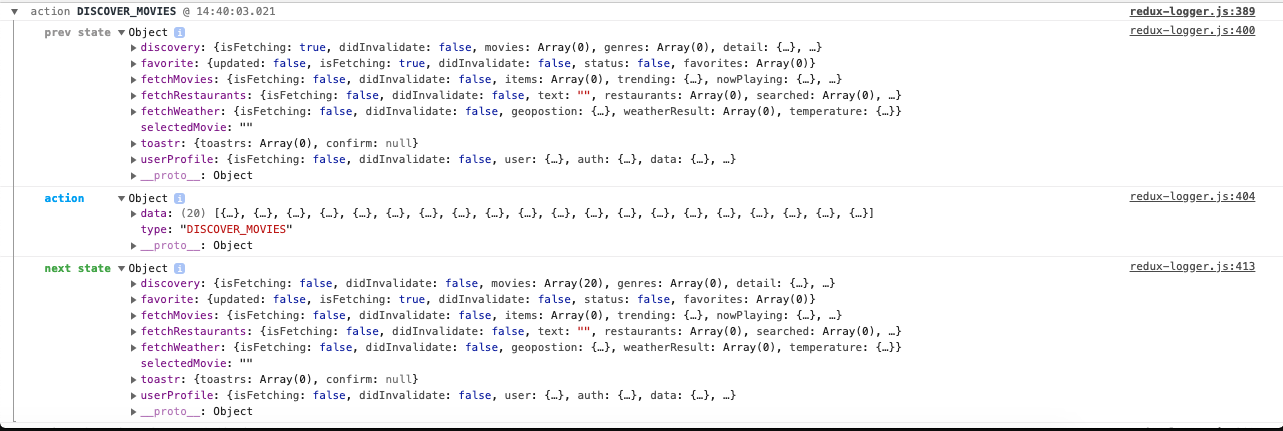 ▼ action DISCOVER_MOVIES @ 14:40:03.021 redux-logger.js:389
prev state ▼Object i redux-logger.js:400
▶discovery: {isFetching: true, didInvalidate: false, movies: Array(0), genres: Array(0), detail: {…}, …}
▶favorite: {updated: false, isFetching: true, didInvalidate: false, status: false, favorites: Array(0)}
▶fetchMovies: {isFetching: false, didInvalidate: false, items: Array(0), trending: {…}, nowPlaying: {…}, …}
▶fetchRestaurants: {isFetching: false, didInvalidate: false, text: "", restaurants: Array(0), searched: Array(0), …}
▶fetchWeather: {isFetching: false, didInvalidate: false, geopostion: {…}, weatherResult: Array(0), temperature: {…}}
selectedMovie: ""
▶toastr: {toastrs: Array(0), confirm: null}
▶userProfile: {isFetching: false, didInvalidate: false, user: {…}, auth: {…}, data: {…}, …}
▶__proto__: Object
action ▼Object i redux-logger.js:404
▶data: (20) [{…}, {…}, {…}, {…}, {…}, {…}, {…}, {…}, {…}, {…}, {…}, {…}, {…}, {…}, {…}, {…}, {…}, {…}, {…}, {…}]
type: "DISCOVER_MOVIES"
▶__proto__: Object
next state ▼Object i redux-logger.js:413
▶discovery: {isFetching: false, didInvalidate: false, movies: Array(20), genres: Array(0), detail: {…}, …}
▶favorite: {updated: false, isFetching: true, didInvalidate: false, status: false, favorites: Array(0)}
▶fetchMovies: {isFetching: false, didInvalidate: false, items: Array(0), trending: {…}, nowPlaying: {…}, …}
▶fetchRestaurants: {isFetching: false, didInvalidate: false, text: "", restaurants: Array(0), searched: Array(0), …}
▶fetchWeather: {isFetching: false, didInvalidate: false, geopostion: {…}, weatherResult: Array(0), temperature: {…}}
selectedMovie: ""
▶toastr: {toastrs: Array(0), confirm: null}
▶userProfile: {isFetching: false, didInvalidate: false, user: {…}, auth: {…}, data: {…}, …}
▶__proto__: Object